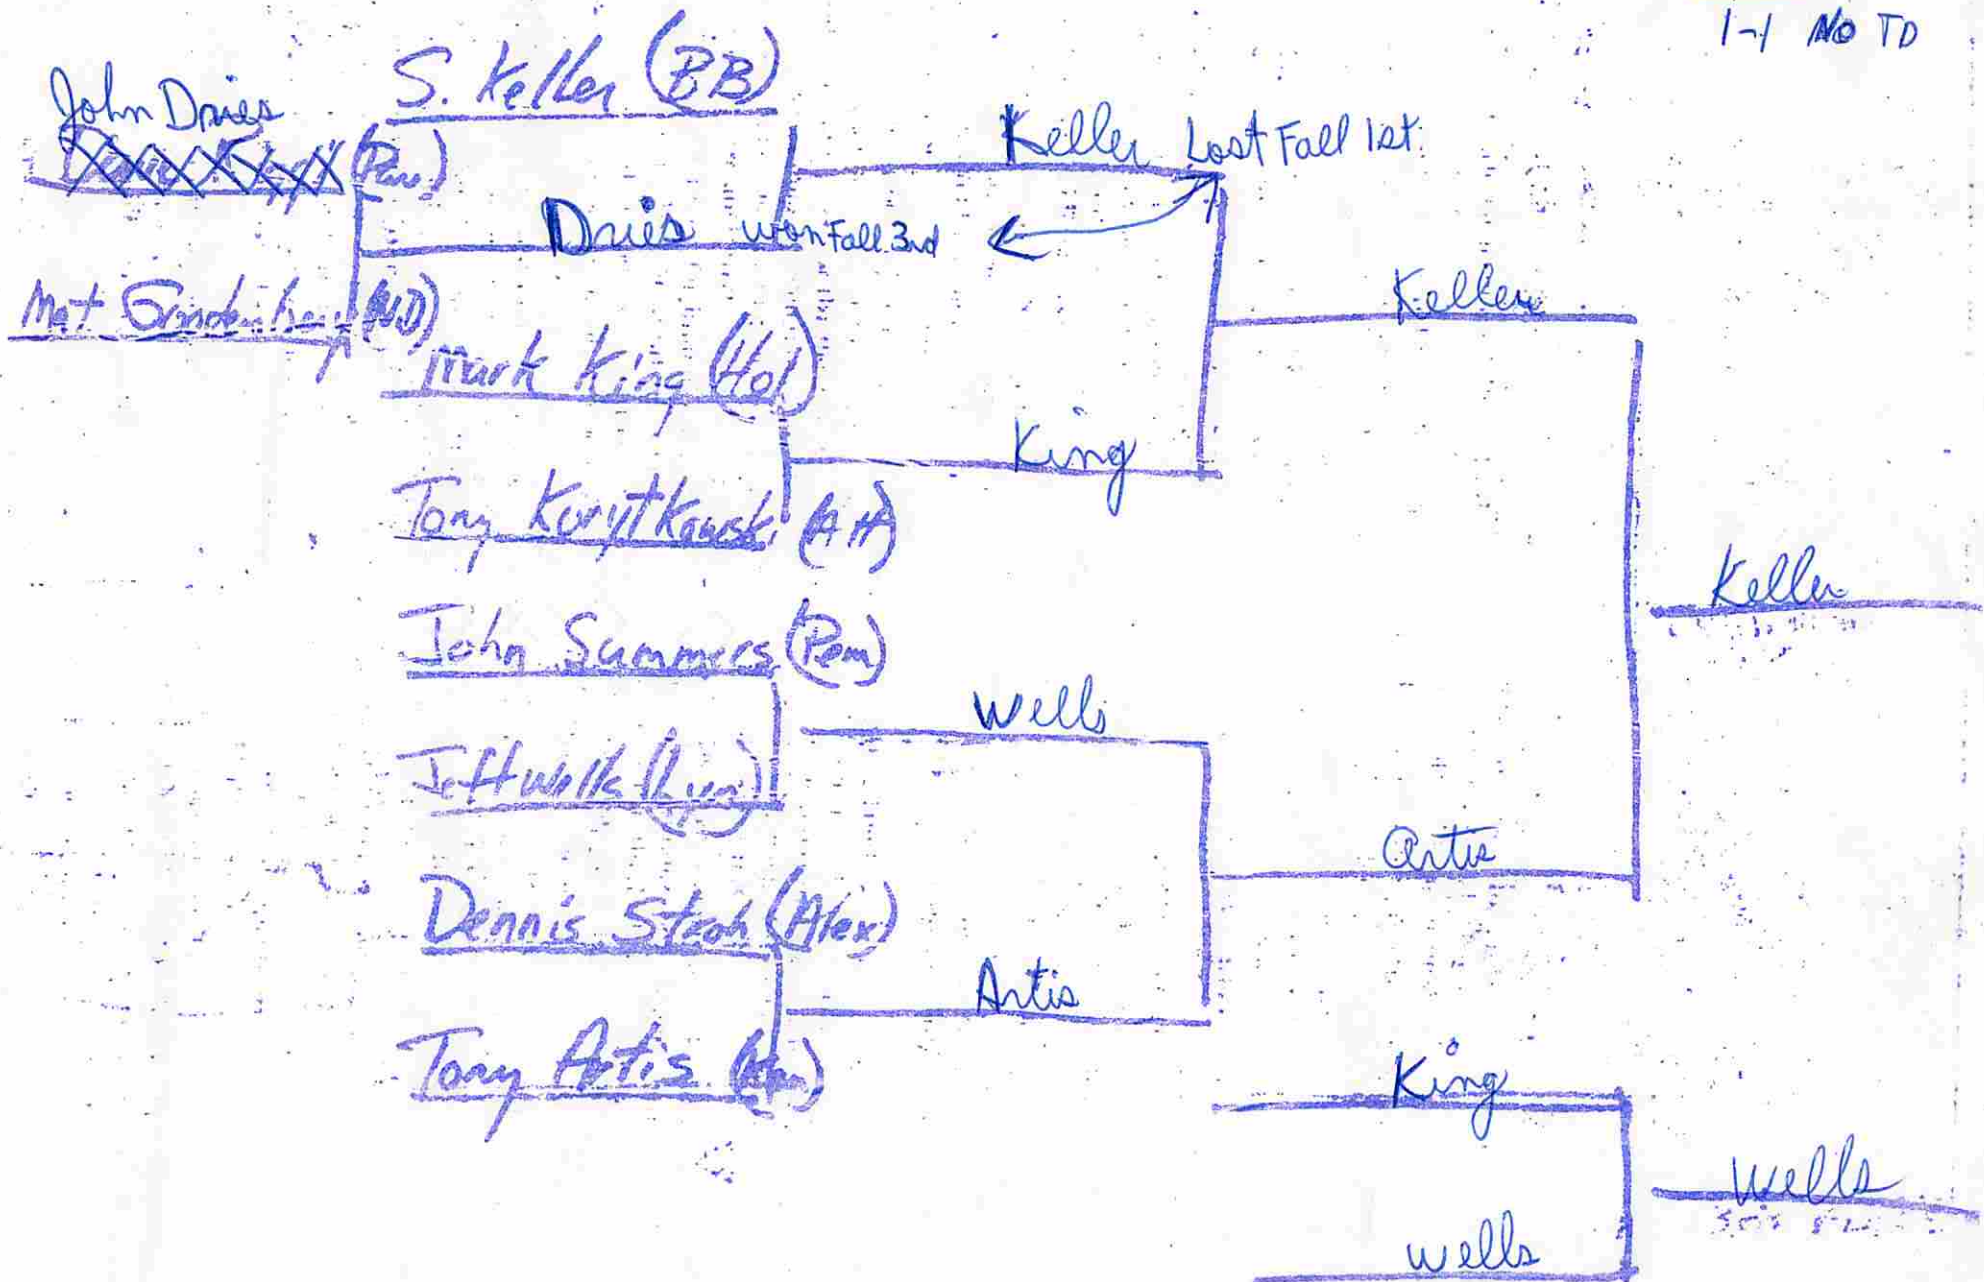 1-1 No TD
S. Keller (BB)
John Dries
Keller Lost Fall 1st.
Dries won Fall 3rd
Mat
Keller
Mark King (Hol)
King
Tony Korytkowski (AH)
Keller
John Summers (Pem)
Wells
Jeff Wells
Artis
Dennis Stroh (Alex)
Artis
Tony Artis
King
Wells
Wells